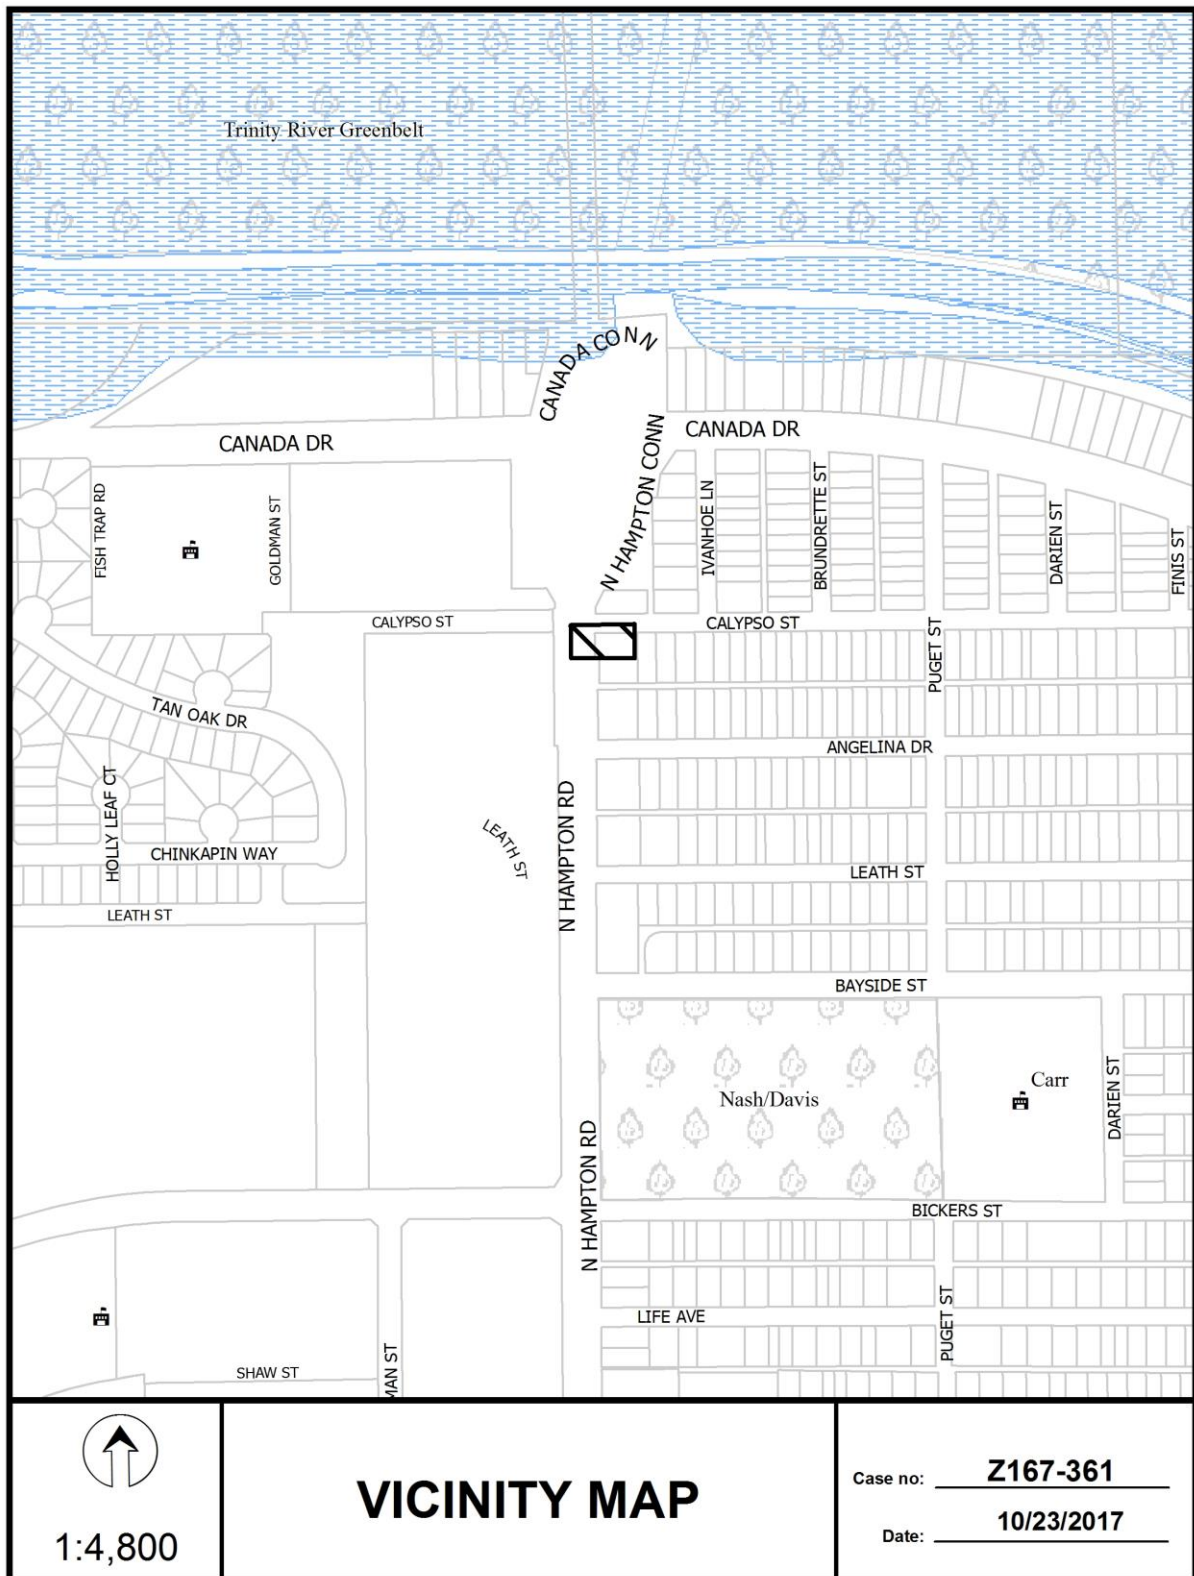 Trinity River Greenbelt
CANADA CONN
CANADA DR
CANADA DR
N HAMPTON CONN
FISH TRAP RD
GOLDMAN ST
IVANHOE LN
BRUNDRETTE ST
DARIEN ST
FINIS ST
CALYPSO ST
CALYPSO ST
PUGET ST
TAN OAK DR
ANGELINA DR
HOLLY LEAF CT
N HAMPTON RD
LEATH ST
CHINKAPIN WAY
LEATH ST
LEATH ST
BAYSIDE ST
Nash/Davis
Carr
DARIEN ST
N HAMPTON RD
BICKERS ST
LIFE AVE
PUGET ST
SHAW ST
MAN ST
1:4,800
VICINITY MAP
Case no: Z167-361
Date: 10/23/2017